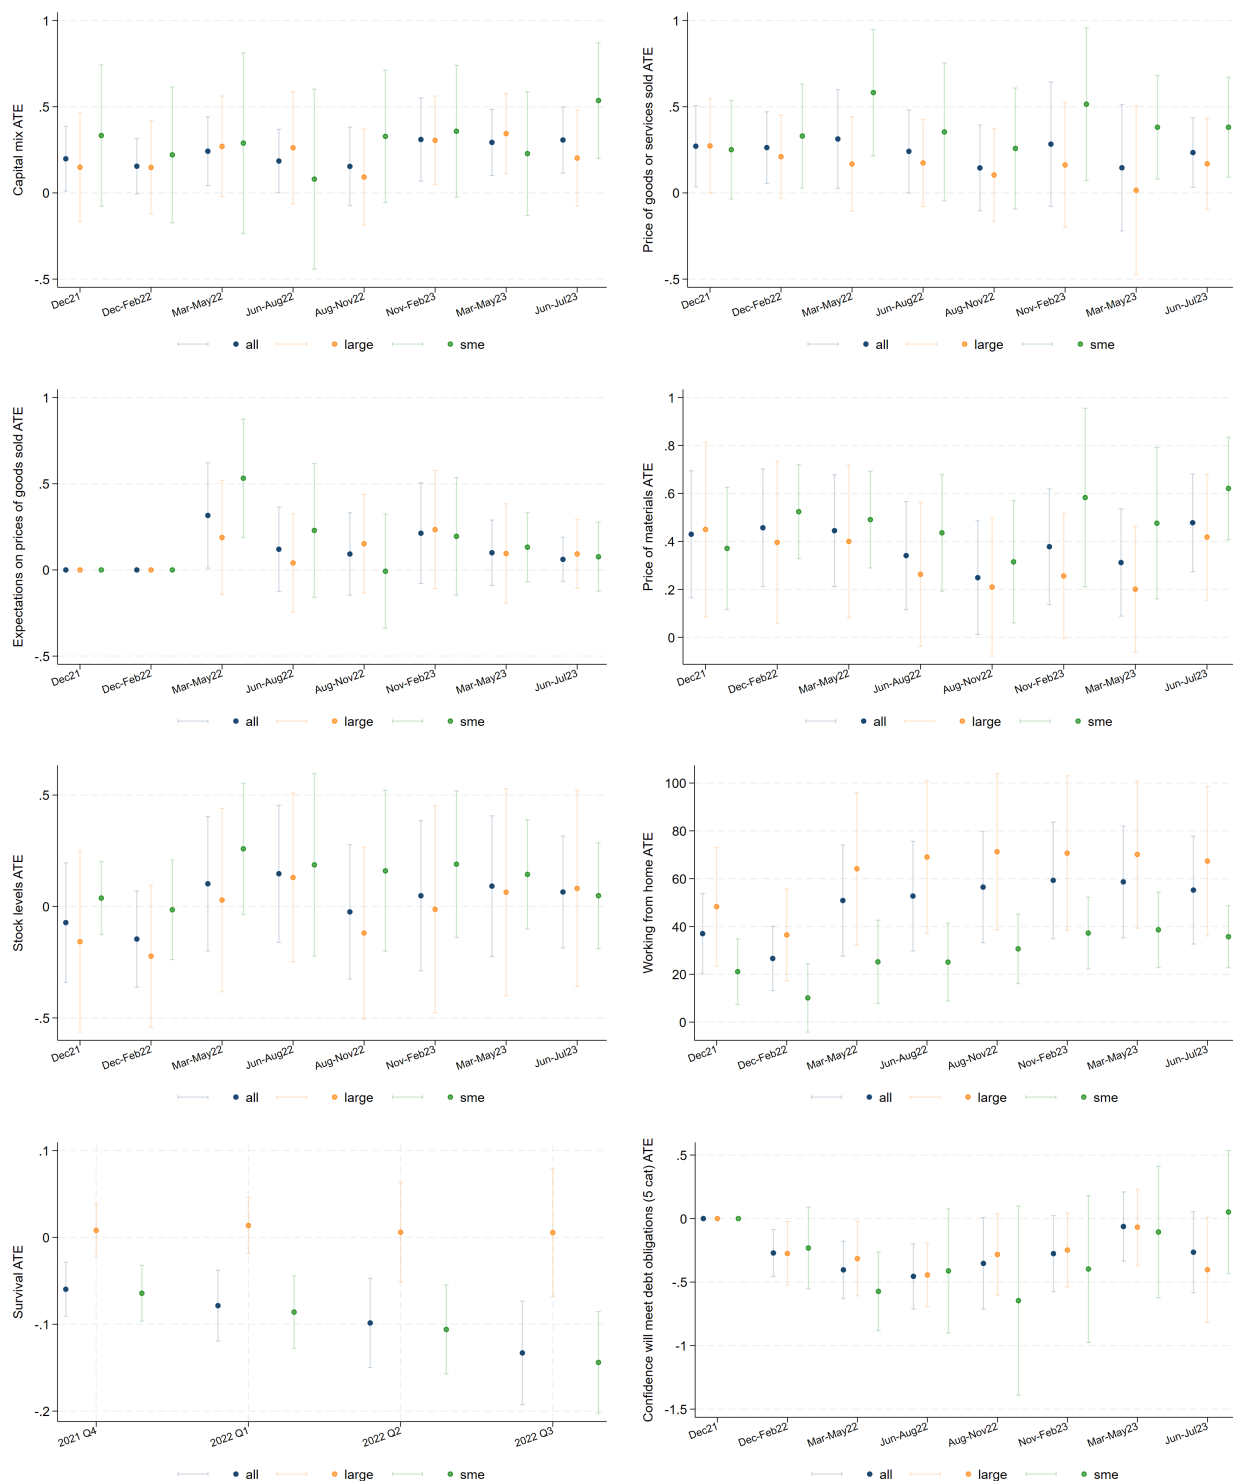 Capital mix ATE
1
.5
0
-.5
Dec21 Dec-Feb22 Mar-May22 Jun-Aug22 Aug-Nov22 Nov-Feb23 Mar-May23 Jun-Jul23
all large sme
Price of goods or services sold ATE
1
.5
0
-.5
Dec21 Dec-Feb22 Mar-May22 Jun-Aug22 Aug-Nov22 Nov-Feb23 Mar-May23 Jun-Jul23
all large sme
Expectations on prices of goods sold ATE
1
.5
0
-.5
Dec21 Dec-Feb22 Mar-May22 Jun-Aug22 Aug-Nov22 Nov-Feb23 Mar-May23 Jun-Jul23
all large sme
Price of materials ATE
1
.8
.6
.4
.2
0
Dec21 Dec-Feb22 Mar-May22 Jun-Aug22 Aug-Nov22 Nov-Feb23 Mar-May23 Jun-Jul23
all large sme
Stock levels ATE
.5
0
-.5
Dec21 Dec-Feb22 Mar-May22 Jun-Aug22 Aug-Nov22 Nov-Feb23 Mar-May23 Jun-Jul23
all large sme
Working from home ATE
100
80
60
40
20
0
Dec21 Dec-Feb22 Mar-May22 Jun-Aug22 Aug-Nov22 Nov-Feb23 Mar-May23 Jun-Jul23
all large sme
Survival ATE
.1
0
-.1
-.2
2021 Q4 2022 Q1 2022 Q2 2022 Q3
all large sme
Confidence will meet debt obligations (5 cat) ATE
.5
0
-.5
-1
-1.5
Dec21 Dec-Feb22 Mar-May22 Jun-Aug22 Aug-Nov22 Nov-Feb23 Mar-May23 Jun-Jul23
all large sme